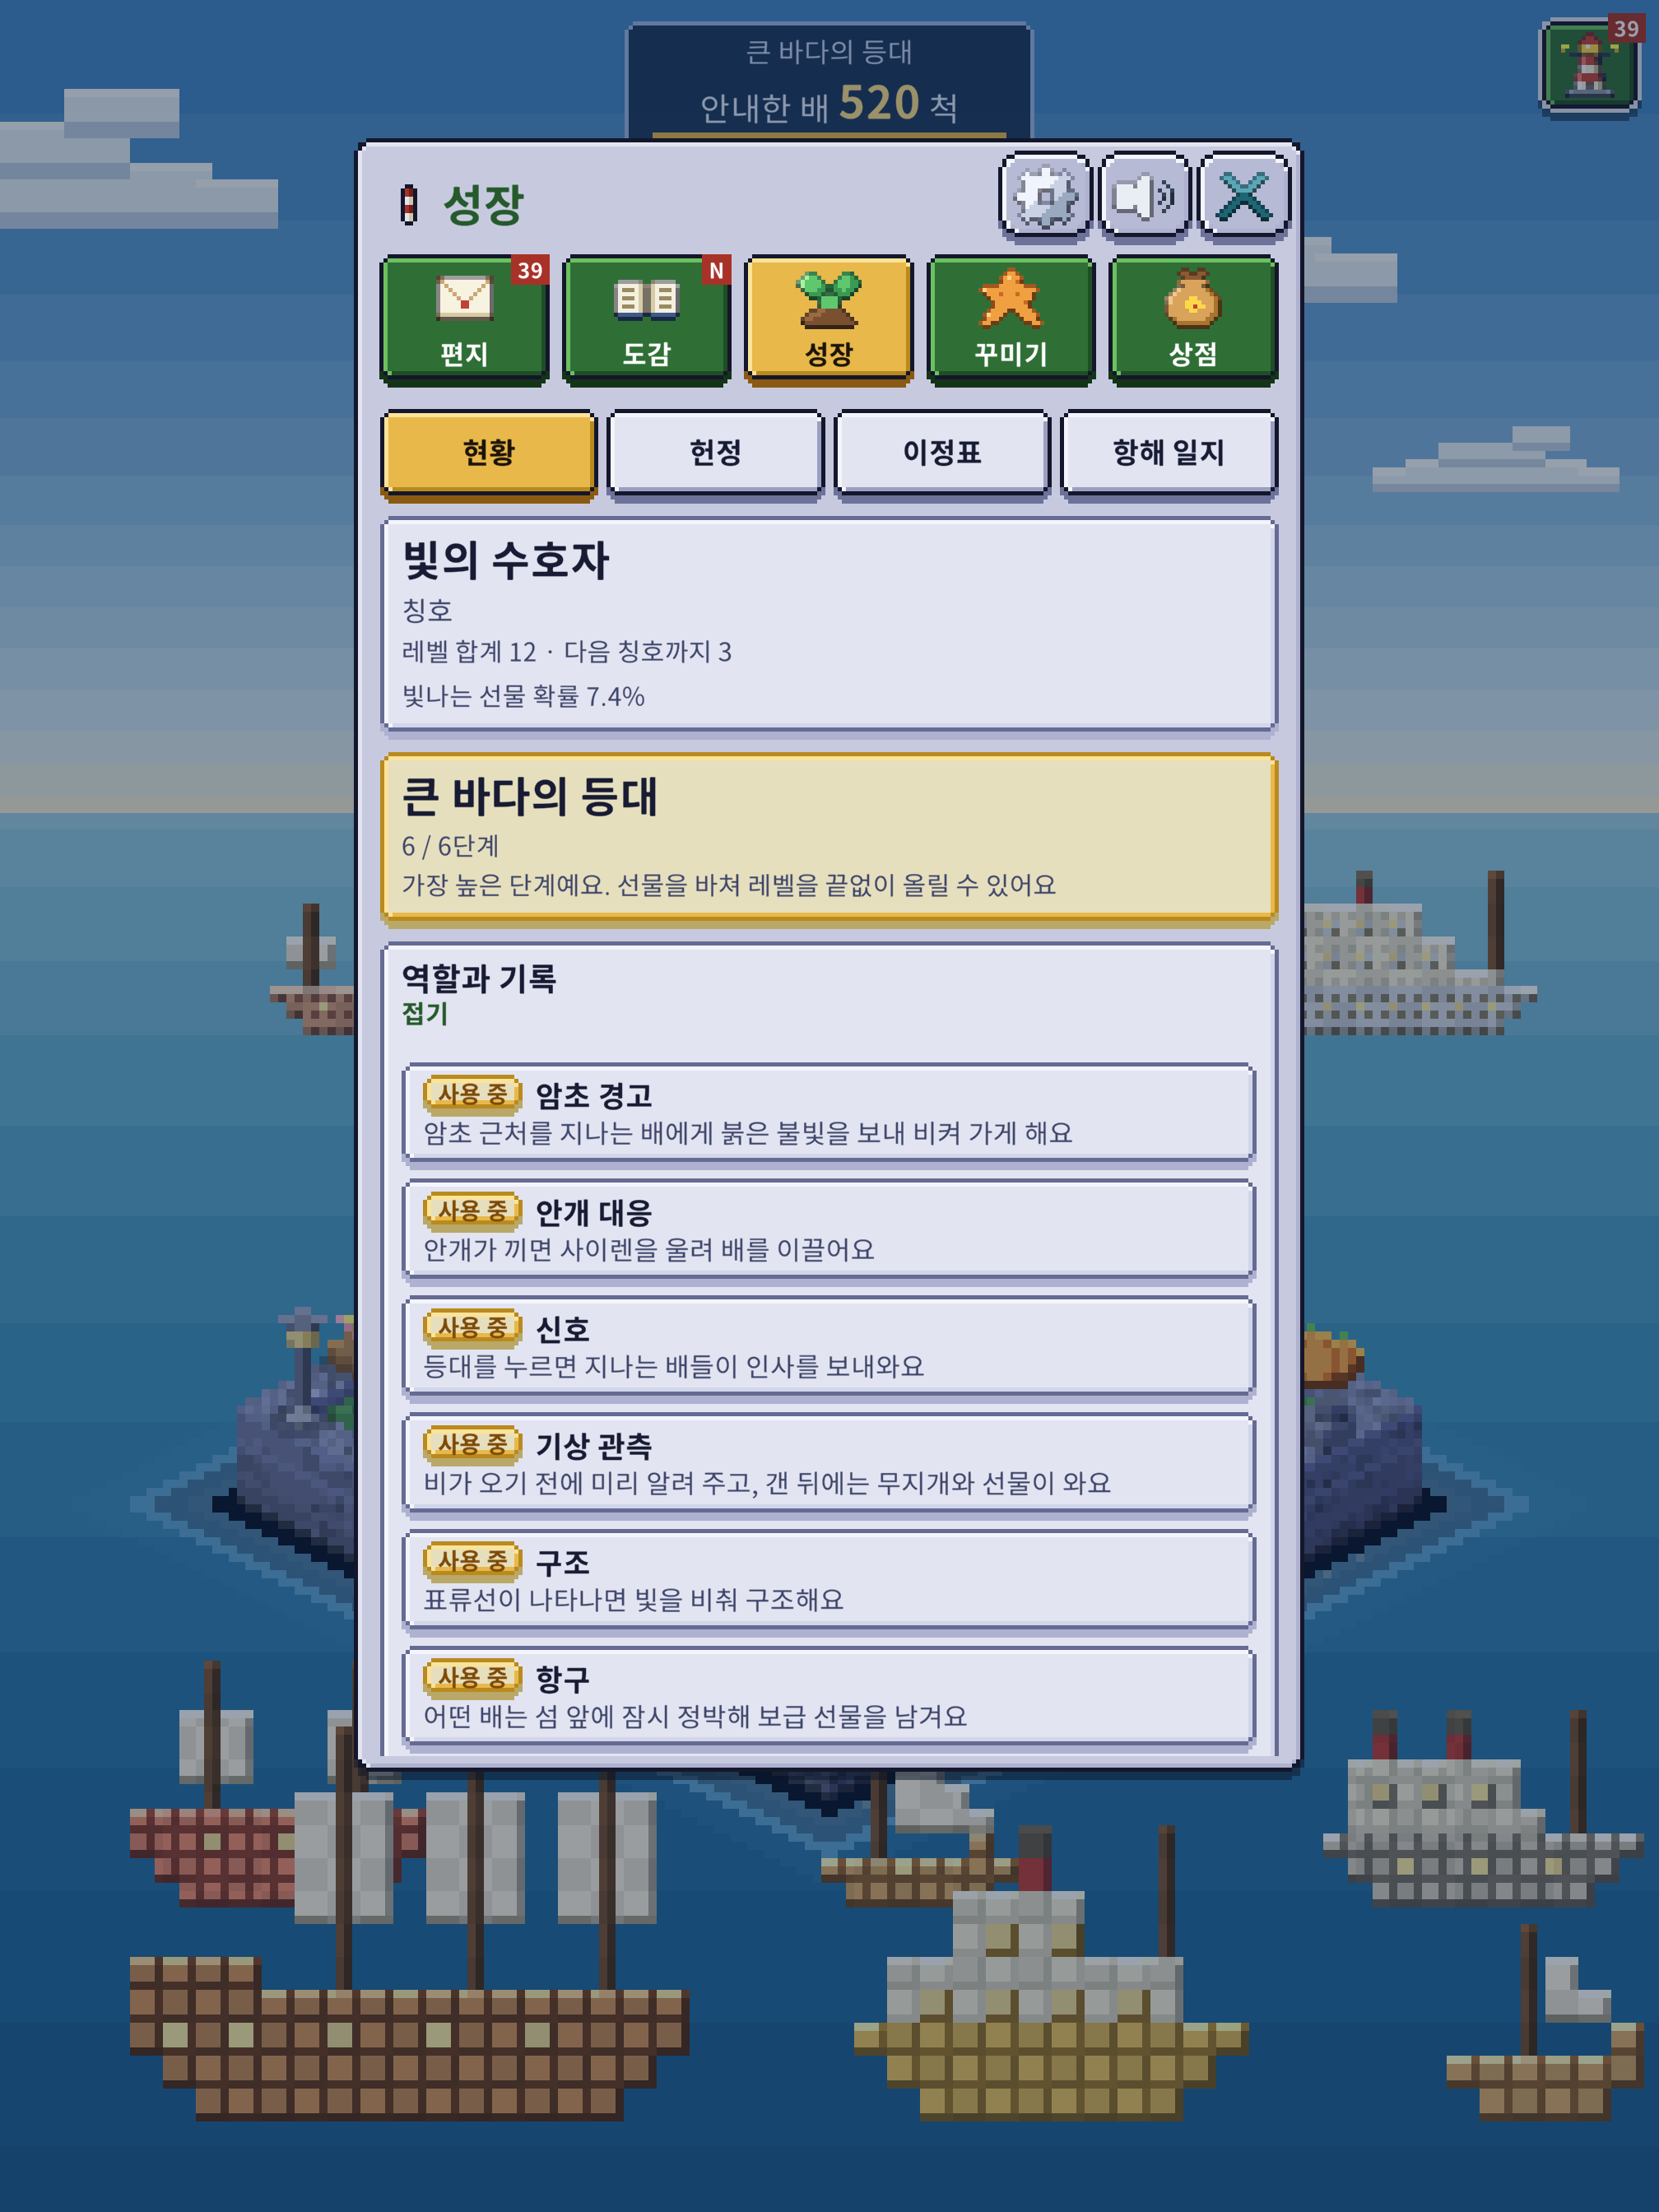 큰 바다의 등대
안내한 배 520 척
39
성장
39
N
편지
도감
성장
꾸미기
상점
현황
헌정
이정표
항해 일지
빛의 수호자
칭호
레벨 합계 12 · 다음 칭호까지 3
빛나는 선물 확률 7.4%
큰 바다의 등대
6 / 6단계
가장 높은 단계예요. 선물을 바쳐 레벨을 끝없이 올릴 수 있어요
역할과 기록
접기
사용 중 암초 경고
암초 근처를 지나는 배에게 붉은 불빛을 보내 비켜 가게 해요
사용 중 안개 대응
안개가 끼면 사이렌을 울려 배를 이끌어요
사용 중 신호
등대를 누르면 지나는 배들이 인사를 보내와요
사용 중 기상 관측
비가 오기 전에 미리 알려 주고, 갠 뒤에는 무지개와 선물이 와요
사용 중 구조
표류선이 나타나면 빛을 비춰 구조해요
사용 중 항구
어떤 배는 섬 앞에 잠시 정박해 보급 선물을 남겨요